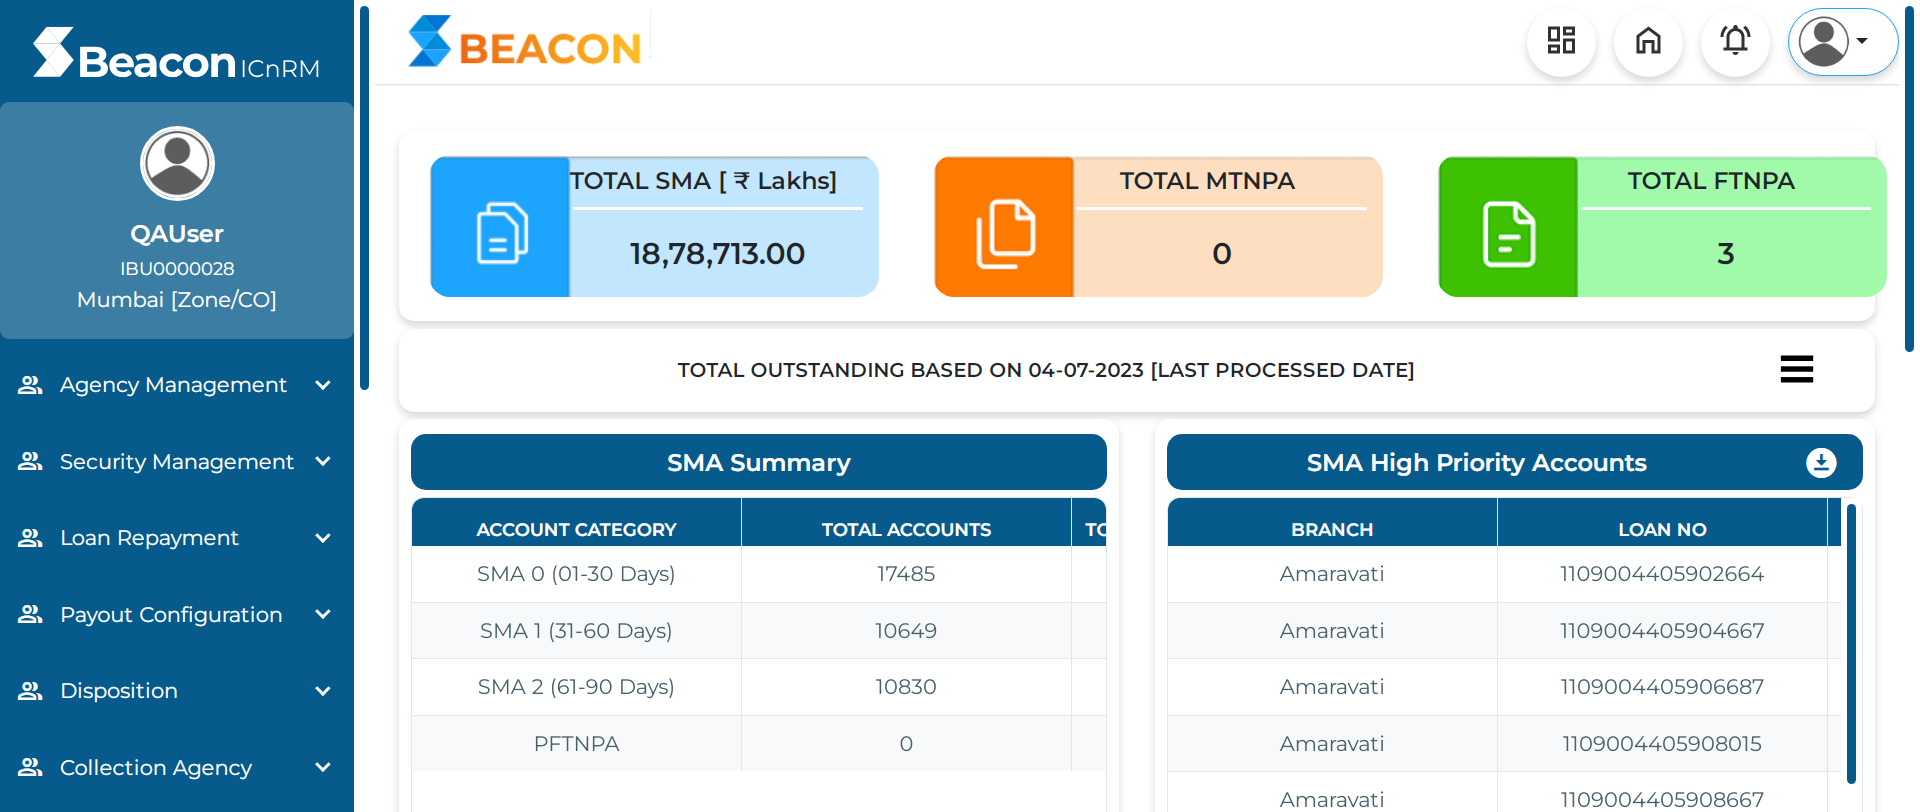 Beacon ICnRM
QAUser
IBU0000028
Mumbai [Zone/CO]
Agency Management
Security Management
Loan Repayment
Payout Configuration
Disposition
Collection Agency
BEACON
TOTAL SMA [ ₹ Lakhs]
18,78,713.00
TOTAL MTNPA
0
TOTAL FTNPA
3
TOTAL OUTSTANDING BASED ON 04-07-2023 [LAST PROCESSED DATE]
SMA Summary
ACCOUNT CATEGORY TOTAL ACCOUNTS
SMA 0 (01-30 Days) 17485
SMA 1 (31-60 Days) 10649
SMA 2 (61-90 Days) 10830
PFTNPA 0
SMA High Priority Accounts
BRANCH LOAN NO
Amaravati 1109004405902664
Amaravati 1109004405904667
Amaravati 1109004405906687
Amaravati 1109004405908015
Amaravati 1109004405908667